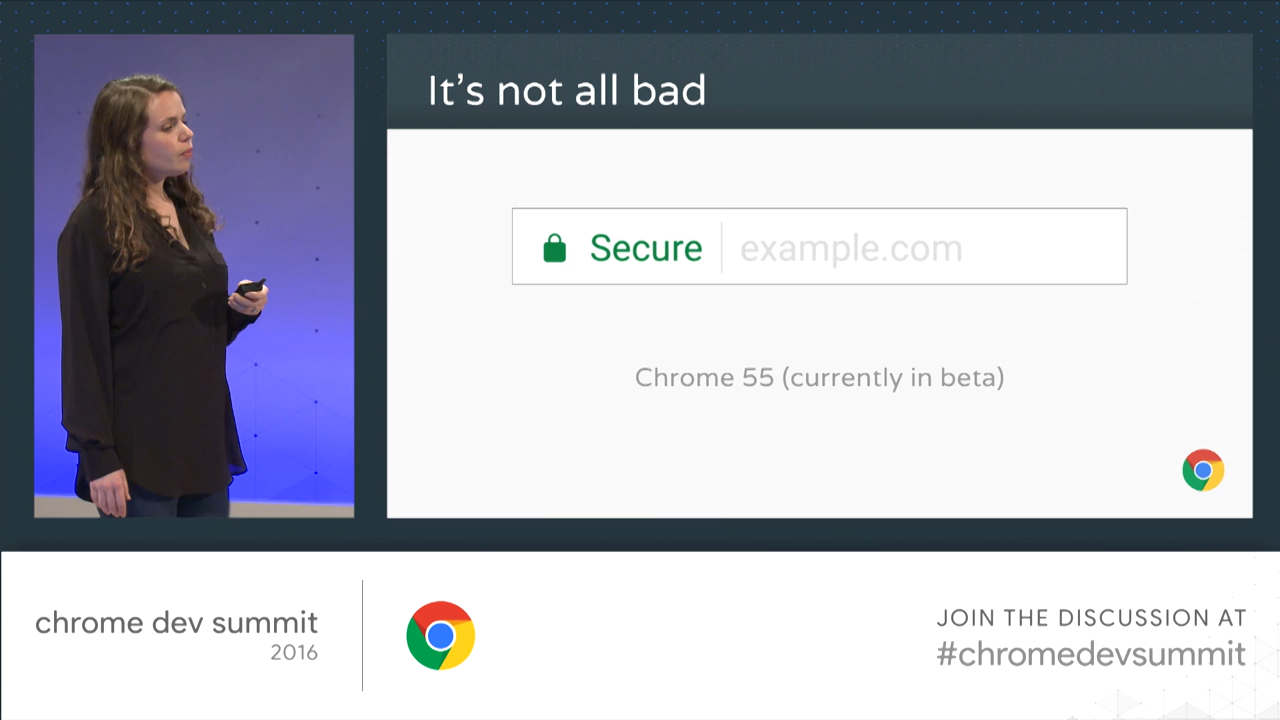 It's not all bad
Secure example.com
Chrome 55 (currently in beta)
chrome dev summit
2016
JOIN THE DISCUSSION AT
#chromedevsummit